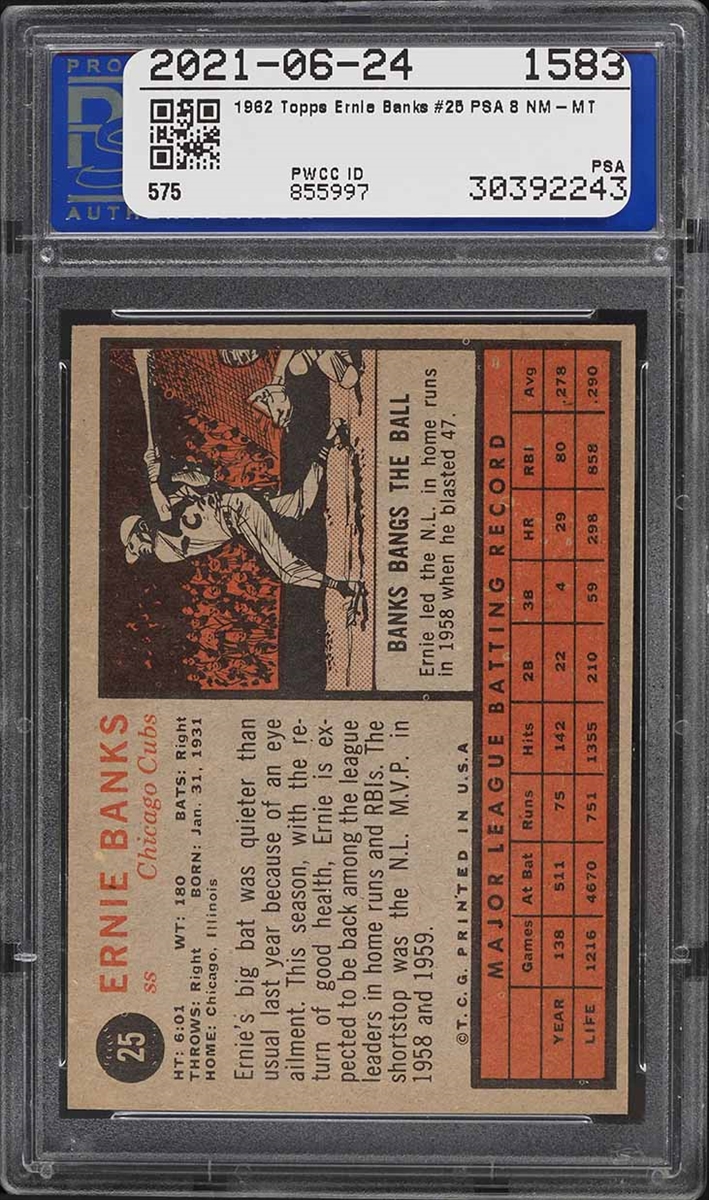 PRO
2021-06-24 1583
1962 Topps Ernie Banks #25 PSA 8 NM-MT
575
PWCC ID
855997
PSA
30392243
AUTH
25
ERNIE BANKS
ss Chicago Cubs
HT: 6:01 WT: 180 BATS: Right
THROWS: Right BORN: Jan. 31, 1931
HOME: Chicago, Illinois
Ernie's big bat was quieter than
usual last year because of an eye
ailment. This season, with the re-
turn of good health, Ernie is ex-
pected to be back among the league
leaders in home runs and RBIs. The
shortstop was the N.L. M.V.P. in
1958 and 1959.
©T.C.G. PRINTED IN U.S.A
C
BANKS BANGS THE BALL
Ernie led the N.L. in home runs
in 1958 when he blasted 47.
MAJOR LEAGUE BATTING RECORD
Games At Bat Runs Hits 2B 3B HR RBI Avg
YEAR 138 511 75 142 22 4 29 80 .278
LIFE 1216 4670 751 1355 210 59 298 858 .290